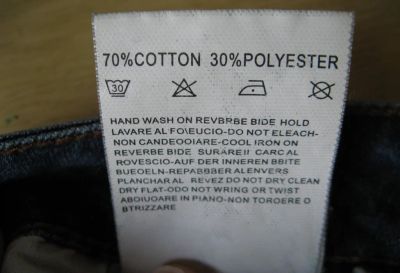 70%COTTON 30%POLYESTER
30
HAND WASH ON REVBRBE BIDE HOLD
LAVARE AL FO\EUCIO-DO NOT ELEACH-
NON CANDEOOIARE-COOL IRON ON
REVERBE BIDE SURAREII CARC AL
ROVESCIO-AUF DER INNEREN BBITE
BUEOELN-REPABBBER ALENVERS
PLANCHAR AL REVEZ DO NOT DRY CLEAN
DRY FLAT-ODO NOT WRING OR TWIST
ABOIUOARE IN PIANO-NON TOROERE O
BTRIZZARE